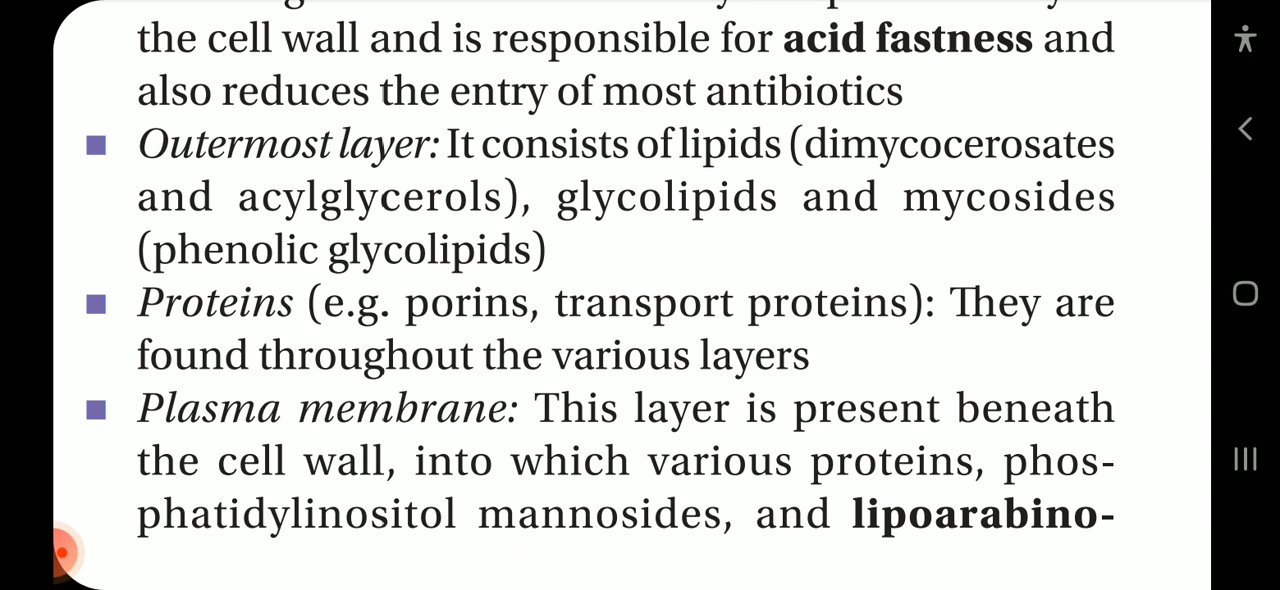 the cell wall and is responsible for acid fastness and
also reduces the entry of most antibiotics
Outermost layer: It consists of lipids (dimycocerosates
and acylglycerols), glycolipids and mycosides
(phenolic glycolipids)
Proteins (e.g. porins, transport proteins): They are
found throughout the various layers
Plasma membrane: This layer is present beneath
the cell wall, into which various proteins, phos-
phatidylinositol mannosides, and lipoarabino-